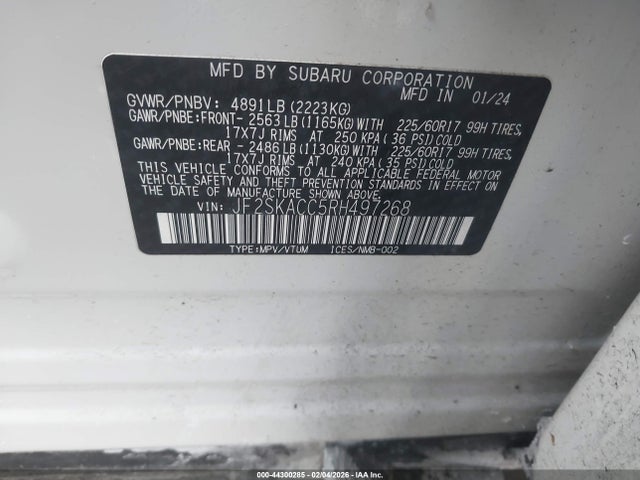 MFD BY SUBARU CORPORATION
MFD IN 01/24
GVWR/PNBV: 4891LB(2223KG)
GAWR/PNBE:FRONT-2563LB(1165KG)WITH 225/60R17 99H TIRES,
17X7J RIMS AT 250 KPA(36 PSI)COLD
GAWR/PNBE:REAR -2486LB(1130KG)WITH 225/60R17 99H TIRES,
17X7J RIMS AT 240 KPA(35 PSI)COLD
THIS VEHICLE CONFORMS TO ALL APPLICABLE FEDERAL MOTOR
VEHICLE SAFETY AND THEFT PREVENTION STANDARDS IN EFFECT
ON THE DATE OF MANUFACTURE SHOWN ABOVE.
VIN: JF2SKACC5RH497268
TYPE:MPV/VTUM ICES/NMB-002
000-44300285 - 02/04/2026 - IAA Inc.